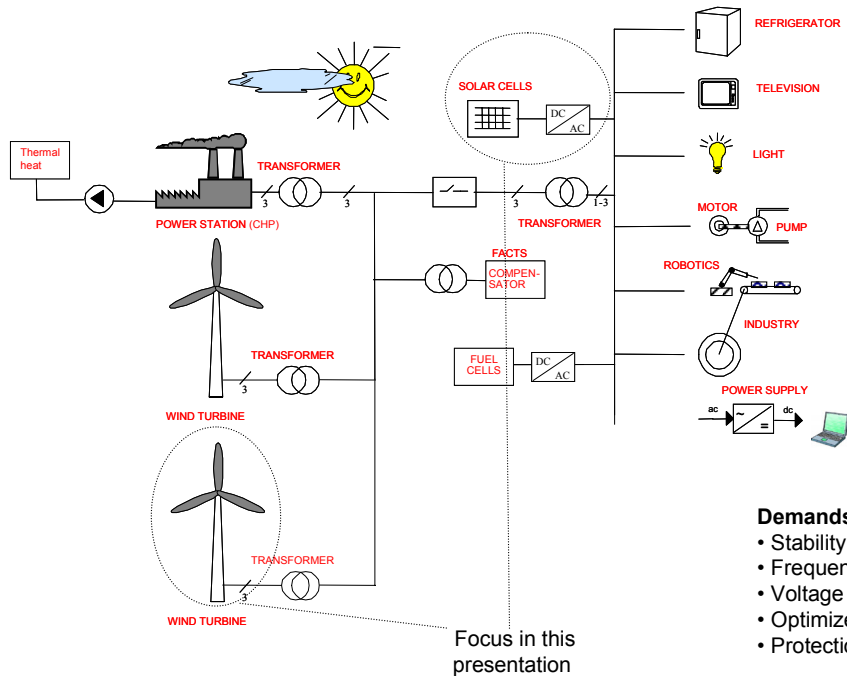 REFRIGERATOR
SOLAR CELLS
TELEVISION
DC
AC
Thermal
heat
TRANSFORMER
LIGHT
3
3
3
1-3
POWER STATION (CHP)
TRANSFORMER
MOTOR
PUMP
FACTS
COMPEN-
SATOR
ROBOTICS
INDUSTRY
TRANSFORMER
FUEL
CELLS
DC
AC
3
POWER SUPPLY
WIND TURBINE
ac
~
=
dc
TRANSFORMER
3
WIND TURBINE
Focus in this
presentation
Demands
• Stability
• Frequen
• Voltage
• Optimize
• Protectio